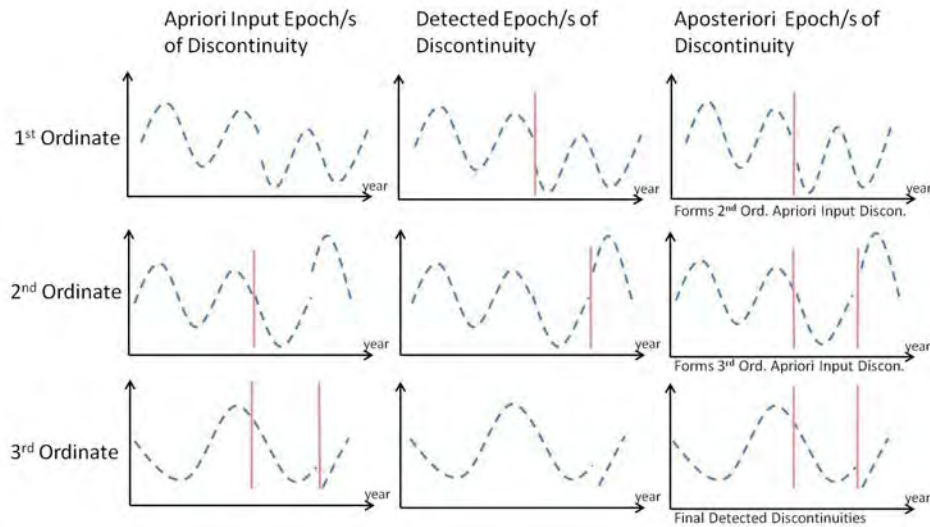 Apriori Input Epoch/s
of Discontinuity
Detected Epoch/s of
Discontinuity
Aposteriori Epoch/s of
Discontinuity
1st Ordinate
year
year
year
Forms 2nd Ord. Apriori Input Discon.
2nd Ordinate
year
year
year
Forms 3rd Ord. Apriori Input Discon.
3rd Ordinate
year
year
year
Final Detected Discontinuities